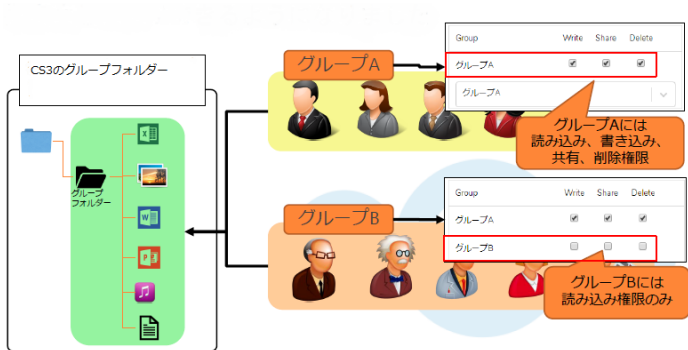 CS3のグループフォルダー
グループ
フォルダー
グループA
Group Write Share Delete
グループA
グループA
グループAには
読み込み、書き込み、
共有、削除権限
グループB
Group Write Share Delete
グループA
グループB
グループBには
読み込み権限のみ